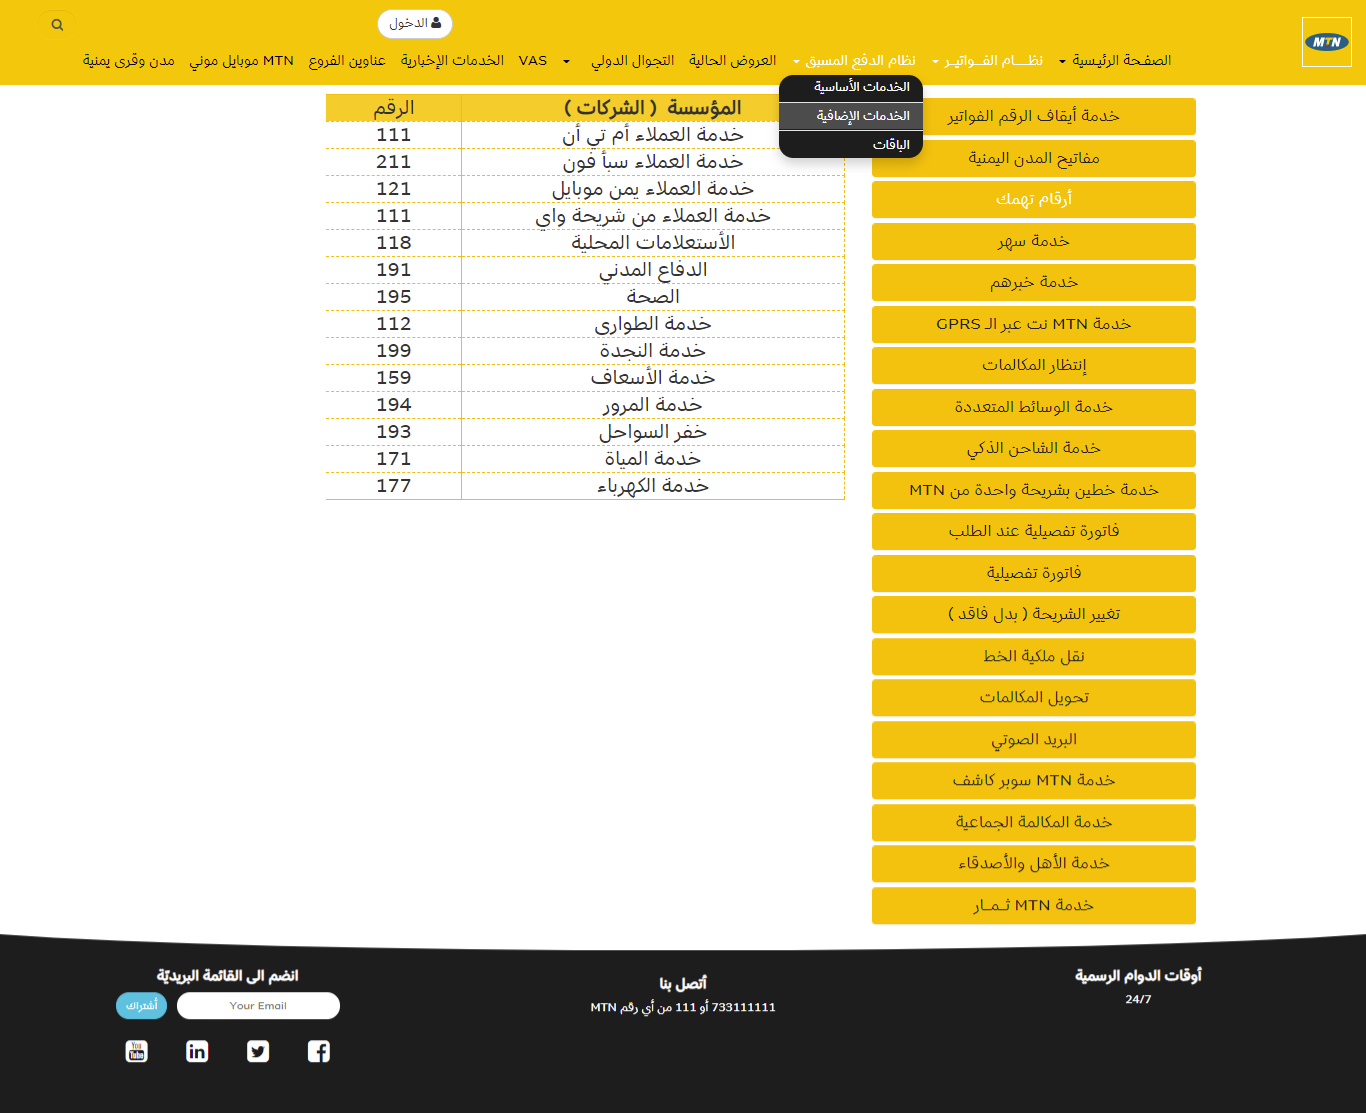 MTN
الدخول
الصفحة الرئيسية
نظــــام الفــواتيــر
نظام الدفع المسبق
العروض الحالية
التجوال الدولي
VAS
الخدمات الإخبارية
عناوين الفروع
MTN موبايل موني
مدن وقرى يمنية
الخدمات الأساسية
الخدمات الإضافية
الباقات
خدمة أيقاف الرقم الفواتير
مفاتيح المدن اليمنية
أرقام تهمك
خدمة سهر
خدمة خبرهم
خدمة MTN نت عبر الـ GPRS
إنتظار المكالمات
خدمة الوسائط المتعددة
خدمة الشاحن الذكي
خدمة خطين بشريحة واحدة من MTN
فاتورة تفصيلية عند الطلب
فاتورة تفصيلية
تغيير الشريحة ( بدل فاقد )
نقل ملكية الخط
تحويل المكالمات
البريد الصوتي
خدمة MTN سوبر كاشف
خدمة المكالمة الجماعية
خدمة الأهل والأصدقاء
خدمة MTN ثـمـار
المؤسسة ( الشركات ) الرقم
خدمة العملاء أم تي أن 111
خدمة العملاء سبأ فون 211
خدمة العملاء يمن موبايل 121
خدمة العملاء من شريحة واي 111
الأستعلامات المحلية 118
الدفاع المدني 191
الصحة 195
خدمة الطوارى 112
خدمة النجدة 199
خدمة الأسعاف 159
خدمة المرور 194
خفر السواحل 193
خدمة المياة 171
خدمة الكهرباء 177
أوقات الدوام الرسمية
24/7
أتصل بنا
733111111 أو 111 من أي رقم MTN
انضم الى القائمة البريديّة
Your Email
أشتراك
You
Tube